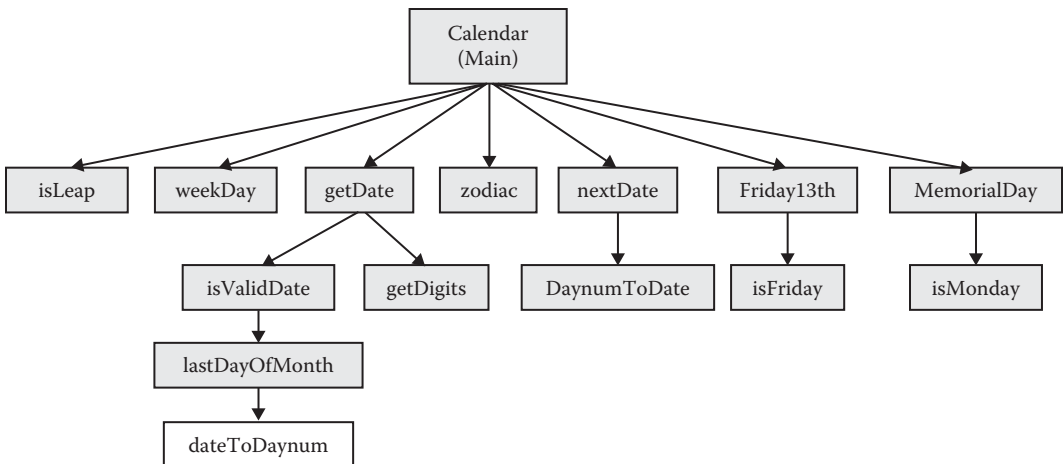 Calendar
(Main)
isLeap
weekDay
getDate
zodiac
nextDate
Friday13th
MemorialDay
isValidDate
getDigits
DaynumToDate
isFriday
isMonday
lastDayOfMonth
dateToDaynum